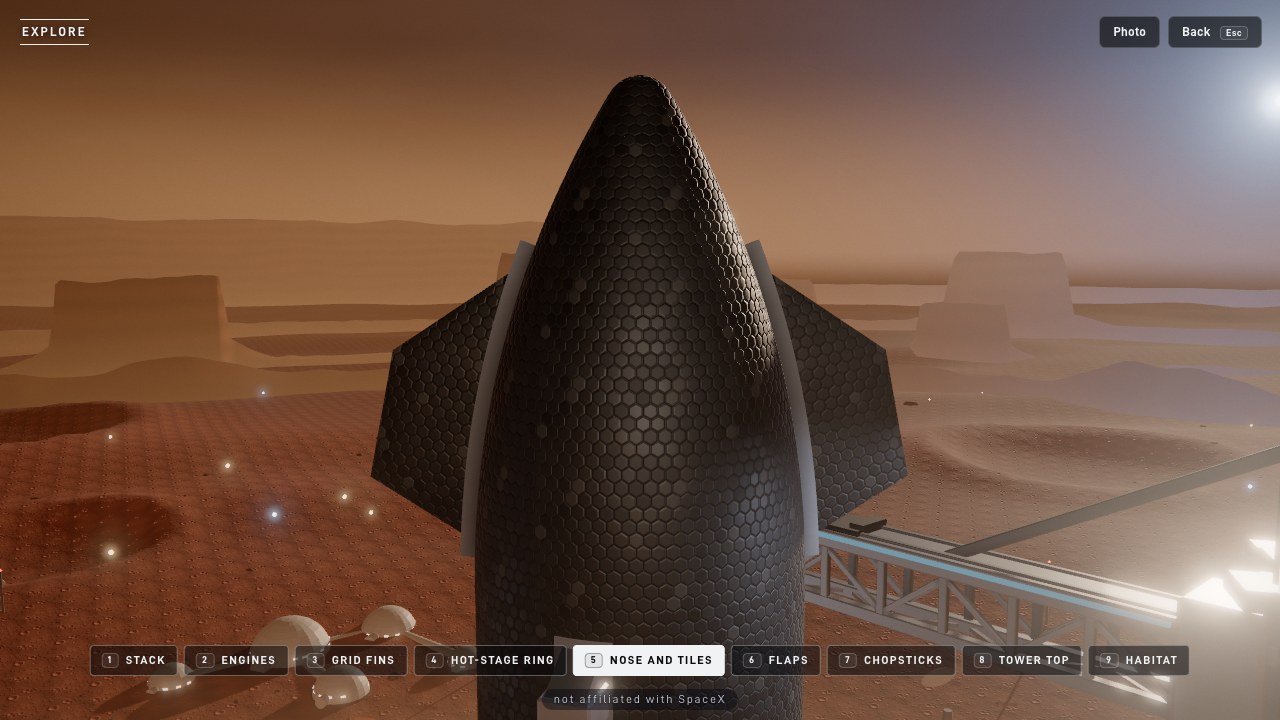 EXPLORE
Photo
Back Esc
1 STACK
2 ENGINES
3 GRID FINS
4 HOT-STAGE RING
5 NOSE AND TILES
6 FLAPS
7 CHOPSTICKS
8 TOWER TOP
9 HABITAT
not affiliated with SpaceX